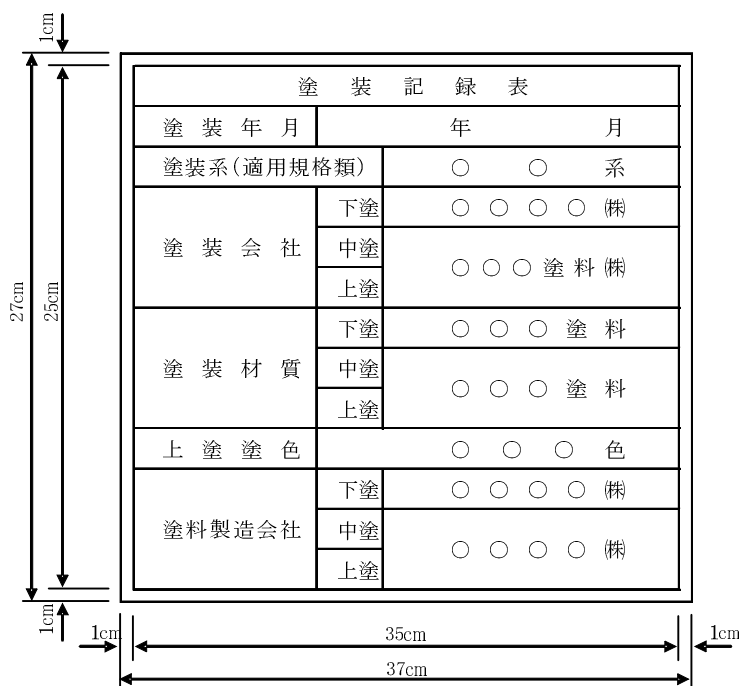 1cm
塗装記録表
塗装年月 年 月
塗装系(適用規格類) ○ ○ 系
27cm
25cm
塗装会社
下塗 ○○○○㈱
中塗
○○○塗料㈱
上塗
塗装材質
下塗 ○○○塗料
中塗
○○○塗料
上塗
上塗塗色 ○○○色
塗料製造会社
下塗 ○○○○㈱
中塗
○○○○㈱
上塗
1cm
1cm
35cm
1cm
37cm